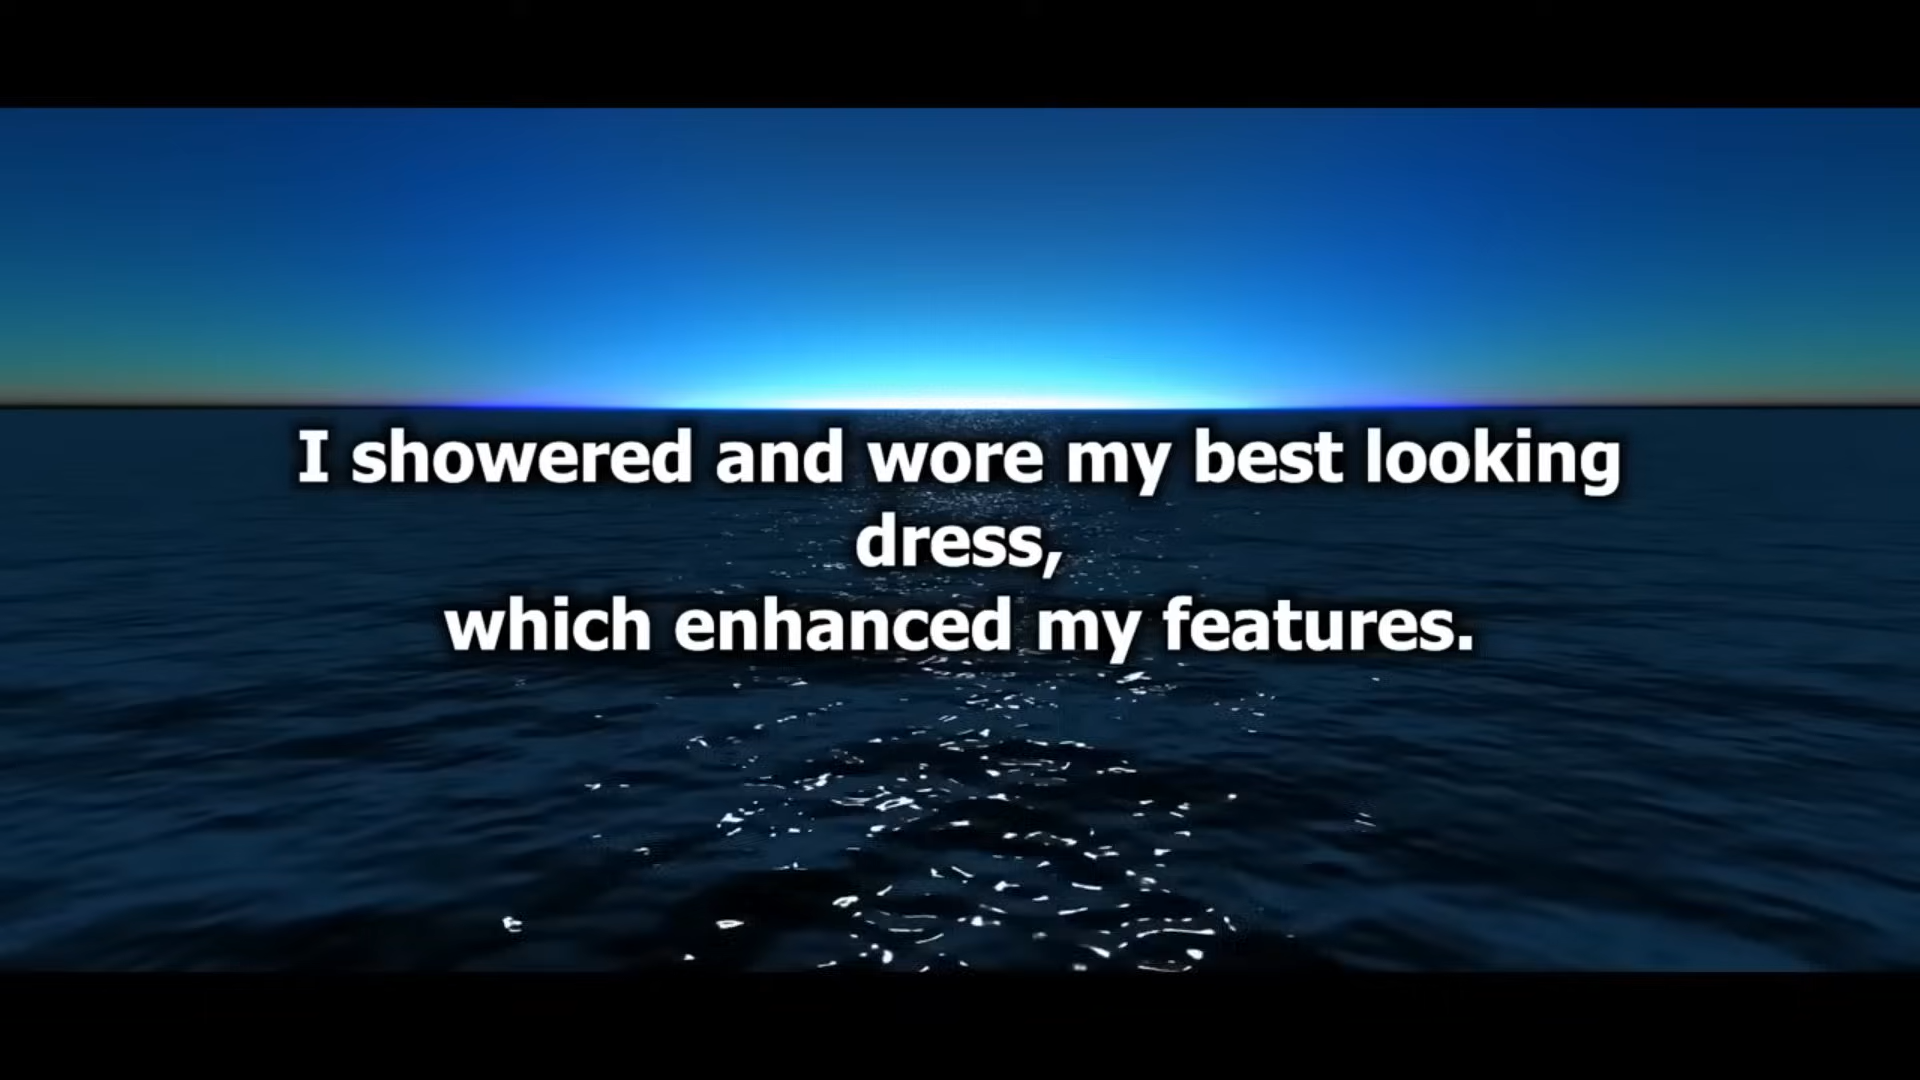 I showered and wore my best looking
dress,
which enhanced my features.